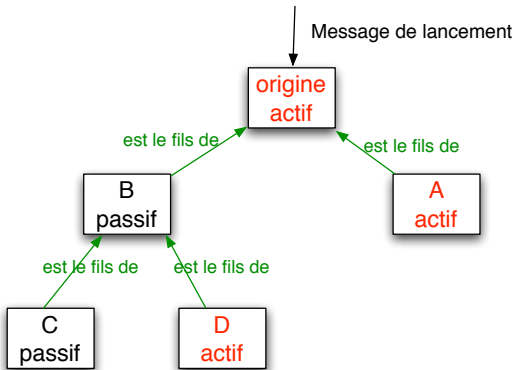 Message de lancement
origine
actif
est le fils de
est le fils de
B
passif
A
actif
est le fils de
est le fils de
C
passif
D
actif